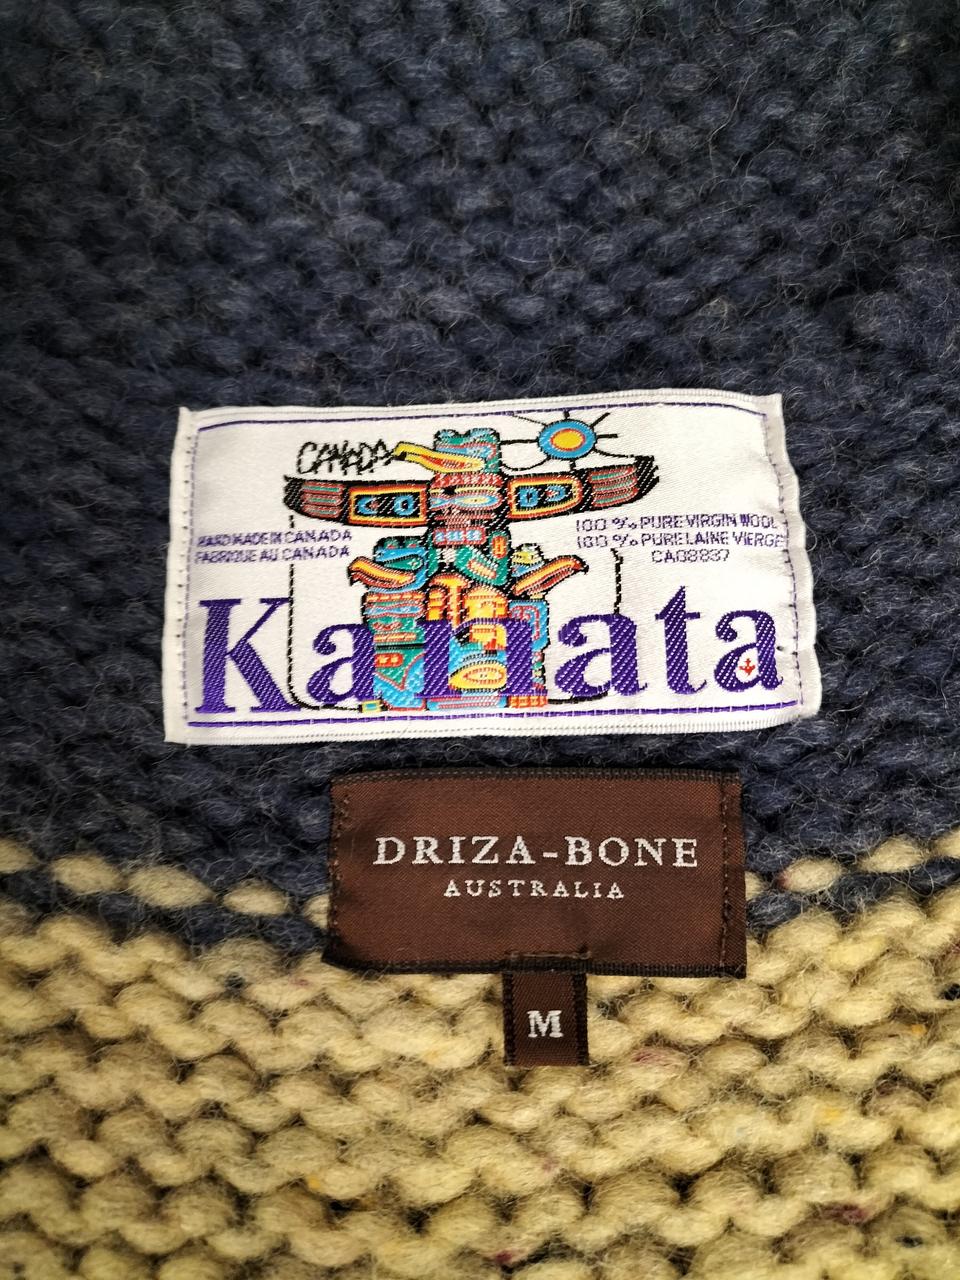 CANADA
HAND MADE IN CANADA
FABRIQUE AU CANADA
100 % PURE VIRGIN WOOL
100 % PURE LAINE VIERGE
CA08837
Kanata
DRIZA-BONE
AUSTRALIA
M